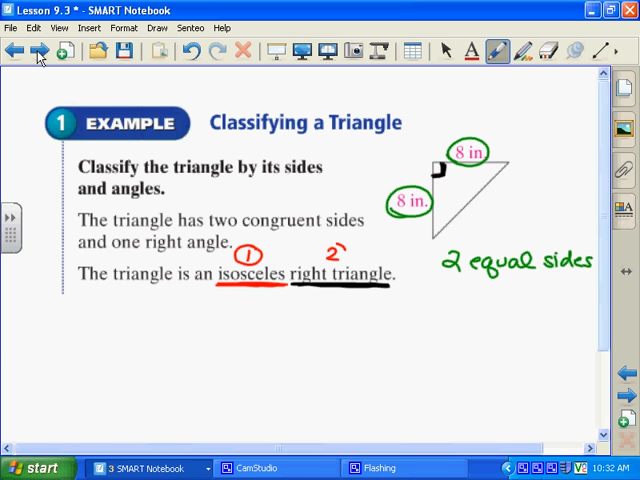 Lesson 9.3 * - SMART Notebook
File Edit View Insert Format Draw Senteo Help
1 EXAMPLE Classifying a Triangle
Classify the triangle by its sides
and angles.
The triangle has two congruent sides
and one right angle.
1 2
The triangle is an isosceles right triangle.
8 in.
8 in.
2 equal sides
start 3 SMART Notebook CamStudio Flashing 10:32 AM